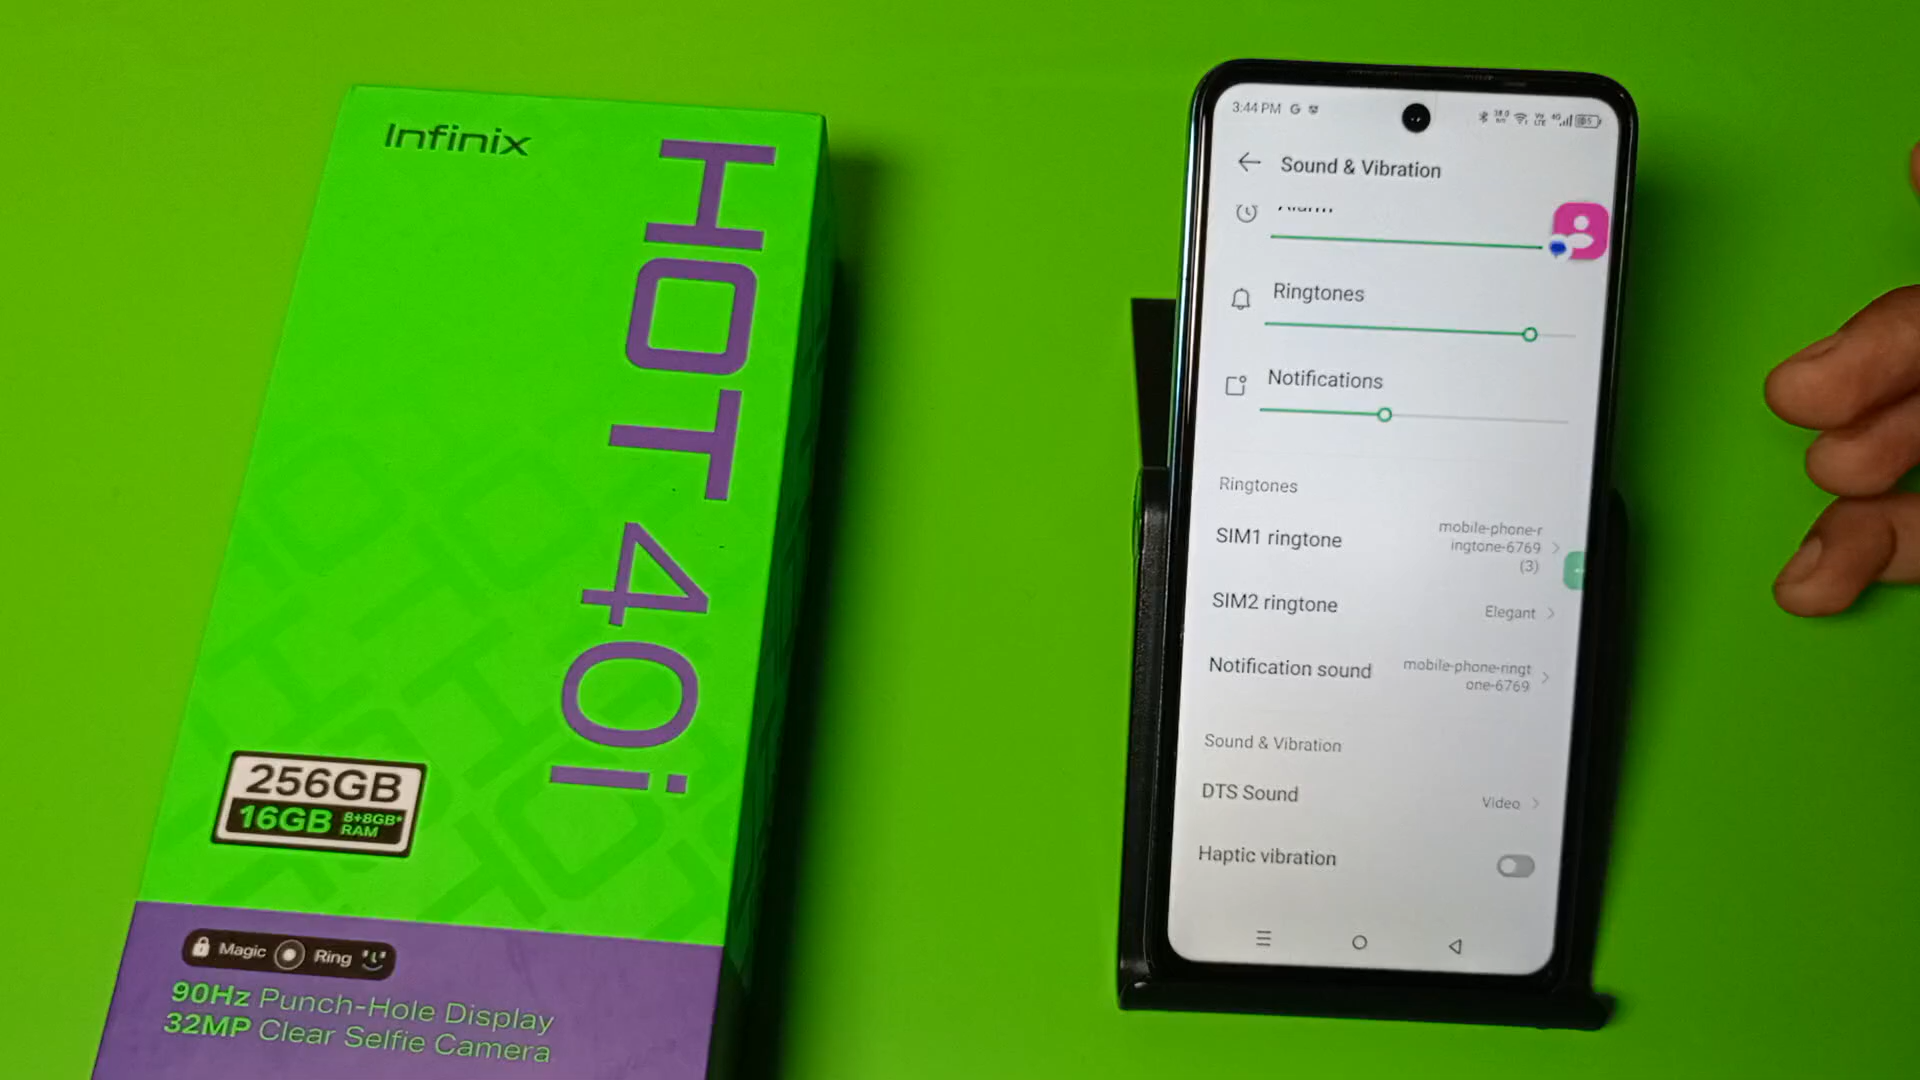 Infinix
HOT 40i
256GB
16GB 8+8GB*
RAM
Magic Ring
90Hz Punch-Hole Display
32MP Clear Selfie Camera
3:44 PM G
Sound & Vibration
Alarm
Ringtones
Notifications
Ringtones
SIM1 ringtone
mobile-phone-r
ingtone-6769
(3)
SIM2 ringtone
Elegant
Notification sound
mobile-phone-ringt
one-6769
Sound & Vibration
DTS Sound
Video
Haptic vibration